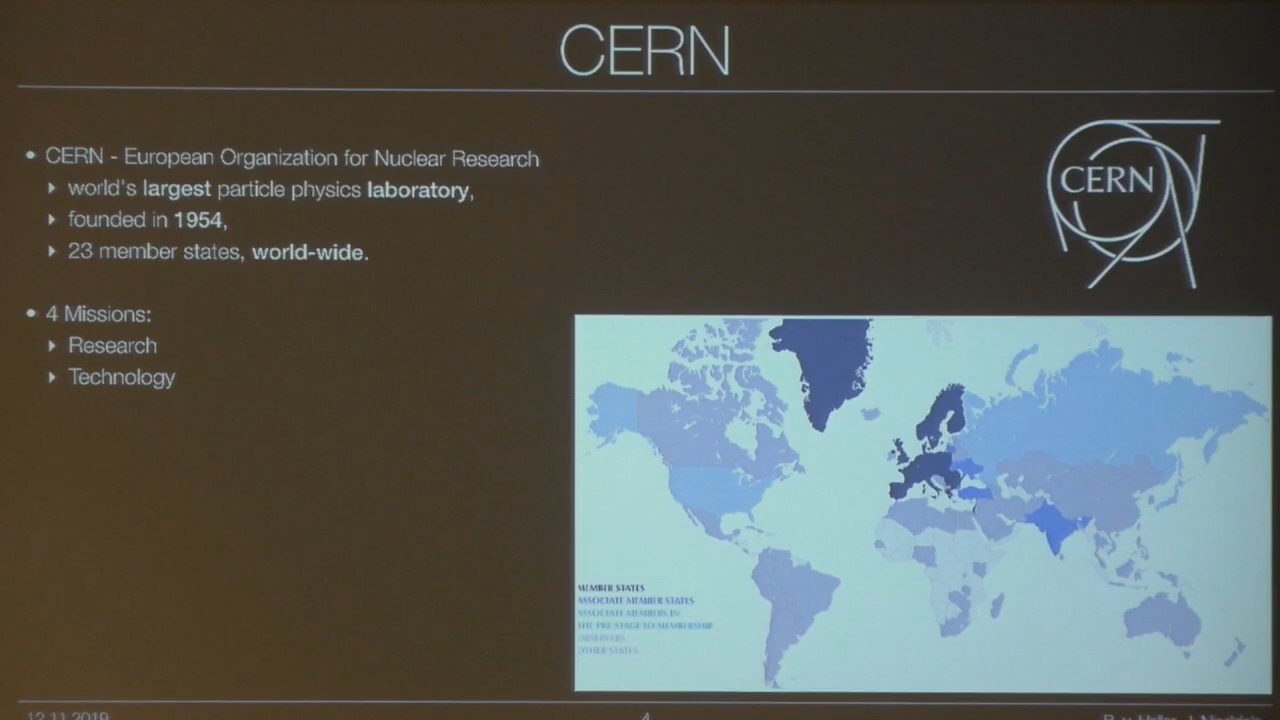 CERN
• CERN - European Organization for Nuclear Research
‣ world's largest particle physics laboratory,
‣ founded in 1954,
‣ 23 member states, world-wide.
• 4 Missions:
‣ Research
‣ Technology
CERN
MEMBER STATES
ASSOCIATE MEMBER STATES
ASSOCIATE MEMBERS IN
THE PRE-STAGE TO MEMBERSHIP
OBSERVERS
OTHER STATES
12.11.2019
4